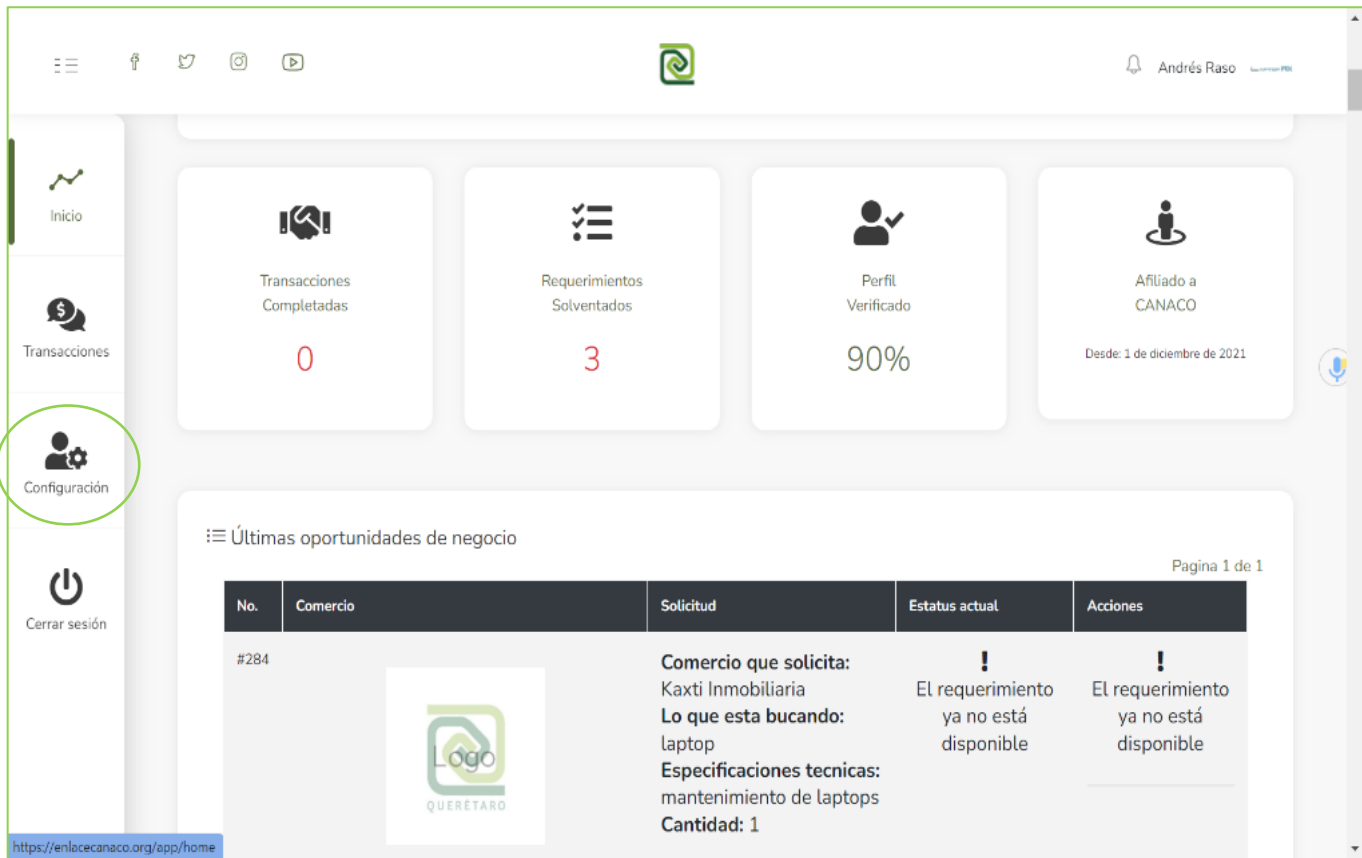 Andrés Raso
Inicio
Transacciones
Configuración
Cerrar sesión
Transacciones
Completadas
0
Requerimientos
Solventados
3
Perfil
Verificado
90%
Afiliado a
CANACO
Desde: 1 de diciembre de 2021
Últimas oportunidades de negocio
Pagina 1 de 1
No. Comercio Solicitud Estatus actual Acciones
#284
Logo
QUERÉTARO
Comercio que solicita:
Kaxti Inmobiliaria
Lo que esta bucando:
laptop
Especificaciones tecnicas:
mantenimiento de laptops
Cantidad: 1
!
El requerimiento
ya no está
disponible
!
El requerimiento
ya no está
disponible
https://enlacecanaco.org/app/home